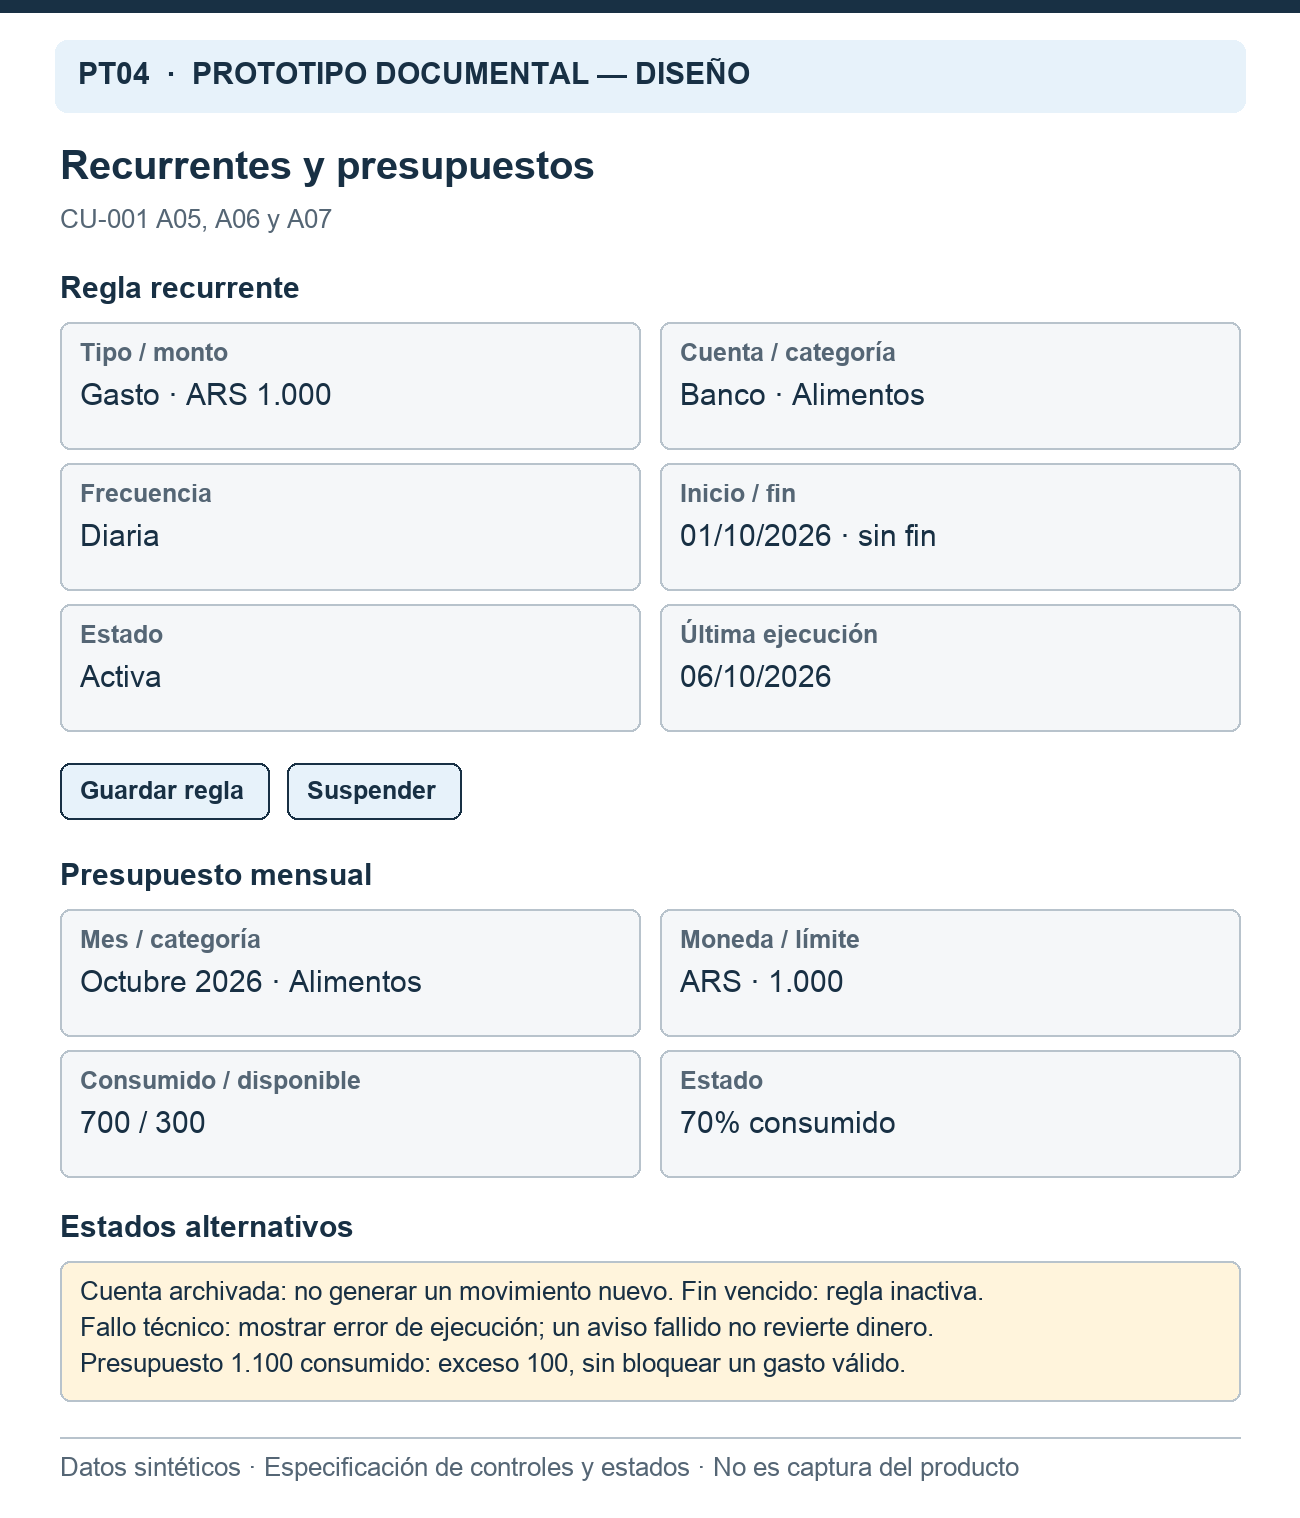 PT04 · PROTOTIPO DOCUMENTAL — DISEÑO
Recurrentes y presupuestos
CU-001 A05, A06 y A07
Regla recurrente
Tipo / monto
Gasto · ARS 1.000
Cuenta / categoría
Banco · Alimentos
Frecuencia
Diaria
Inicio / fin
01/10/2026 · sin fin
Estado
Activa
Última ejecución
06/10/2026
Guardar regla
Suspender
Presupuesto mensual
Mes / categoría
Octubre 2026 · Alimentos
Moneda / límite
ARS · 1.000
Consumido / disponible
700 / 300
Estado
70% consumido
Estados alternativos
Cuenta archivada: no generar un movimiento nuevo. Fin vencido: regla inactiva.
Fallo técnico: mostrar error de ejecución; un aviso fallido no revierte dinero.
Presupuesto 1.100 consumido: exceso 100, sin bloquear un gasto válido.
Datos sintéticos · Especificación de controles y estados · No es captura del producto